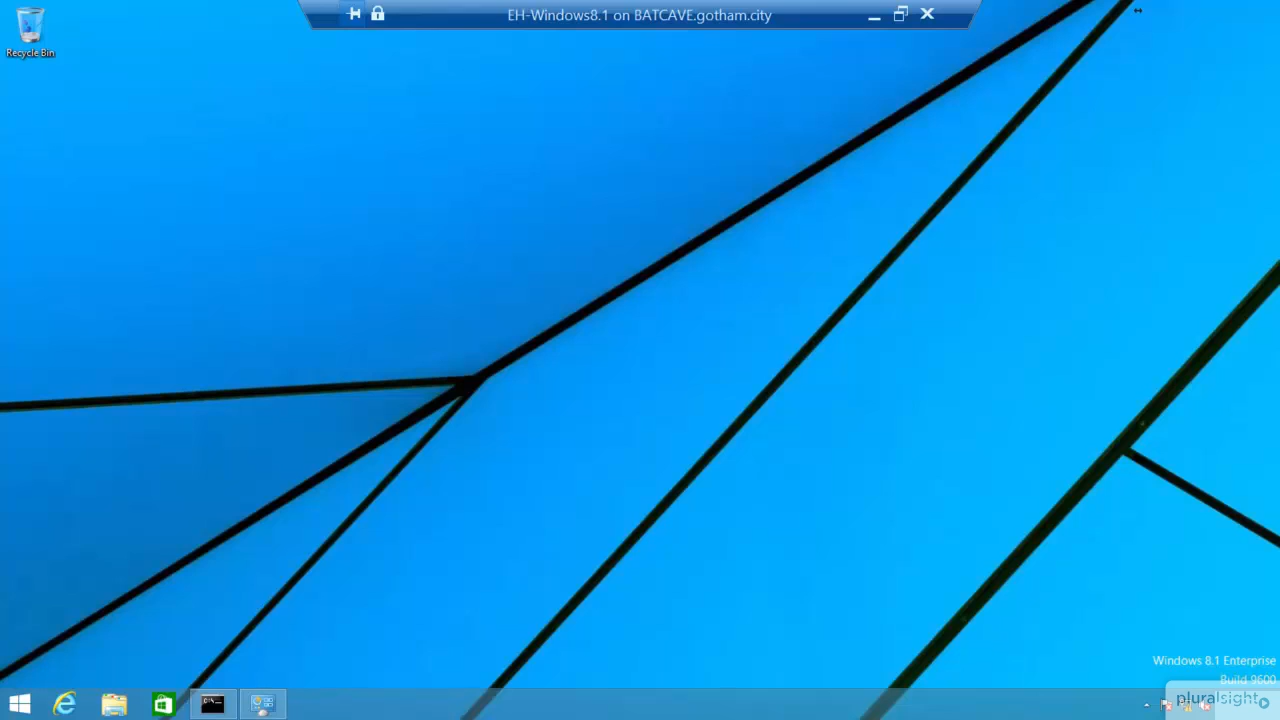 EH-Windows8.1 on BATCAVE.gotham.city
Recycle Bin
C:\_
Windows 8.1 Enterprise
Build 9600
pluralsight